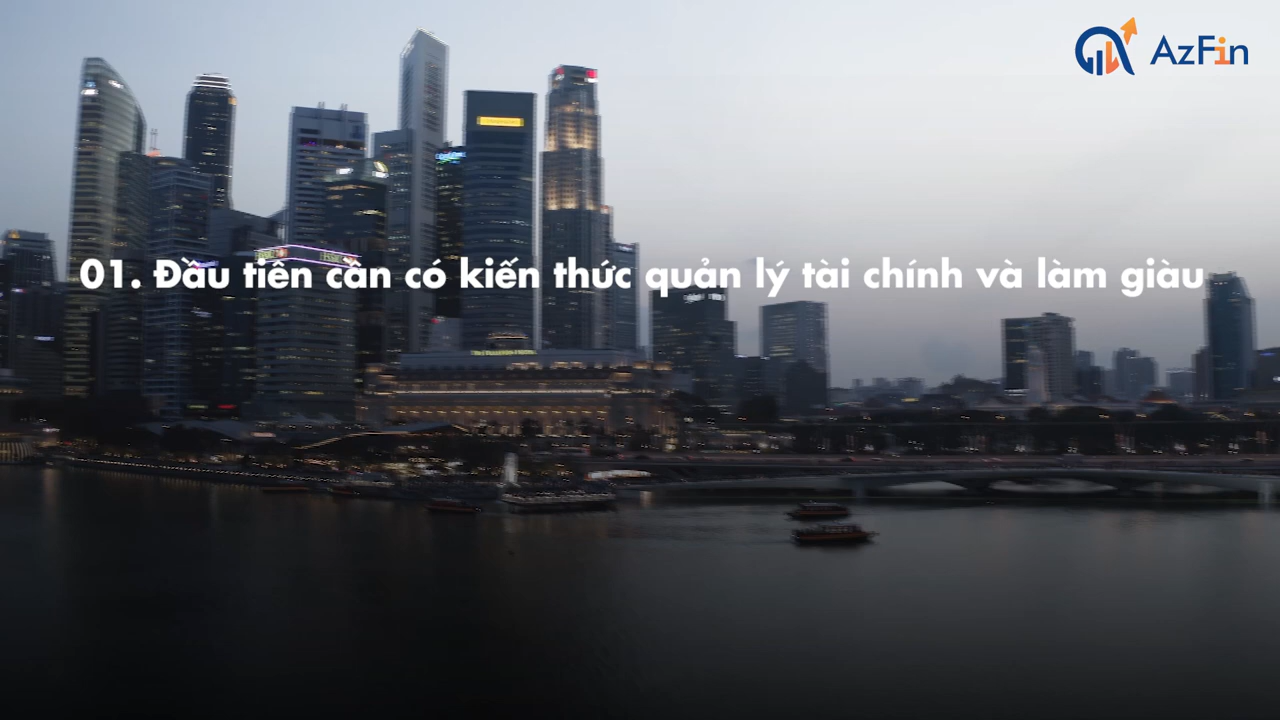 AzFin
01. Đầu tiên cần có kiến thức quản lý tài chính và làm giàu